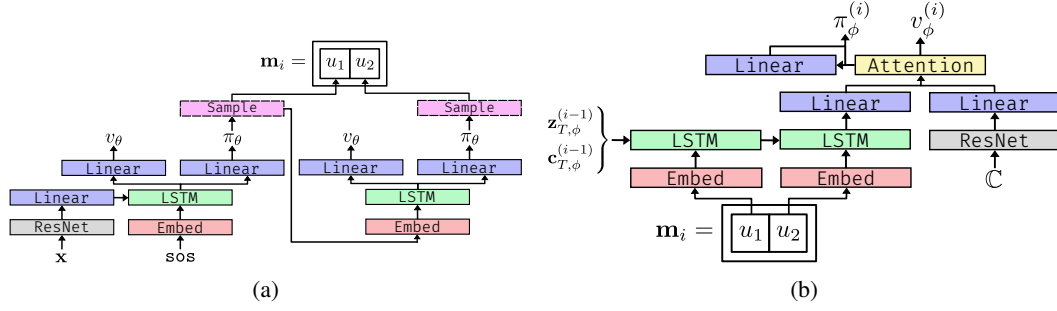 m_i = u_1 u_2
Sample Sample
v_θ π_θ v_θ π_θ
Linear Linear Linear Linear
Linear LSTM LSTM
ResNet Embed Embed
x sos
(a)
π_ϕ^(i) v_ϕ^(i)
Linear Attention
Linear Linear
z_{T,ϕ}^(i−1)
c_{T,ϕ}^(i−1)
LSTM LSTM ResNet
Embed Embed ℂ
m_i = u_1 u_2
(b)